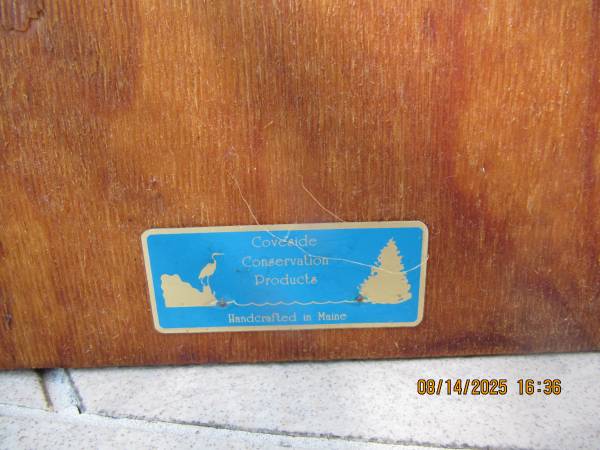 Coveside
Conservation
Products
Handcrafted in Maine
08/14/2025 16:36